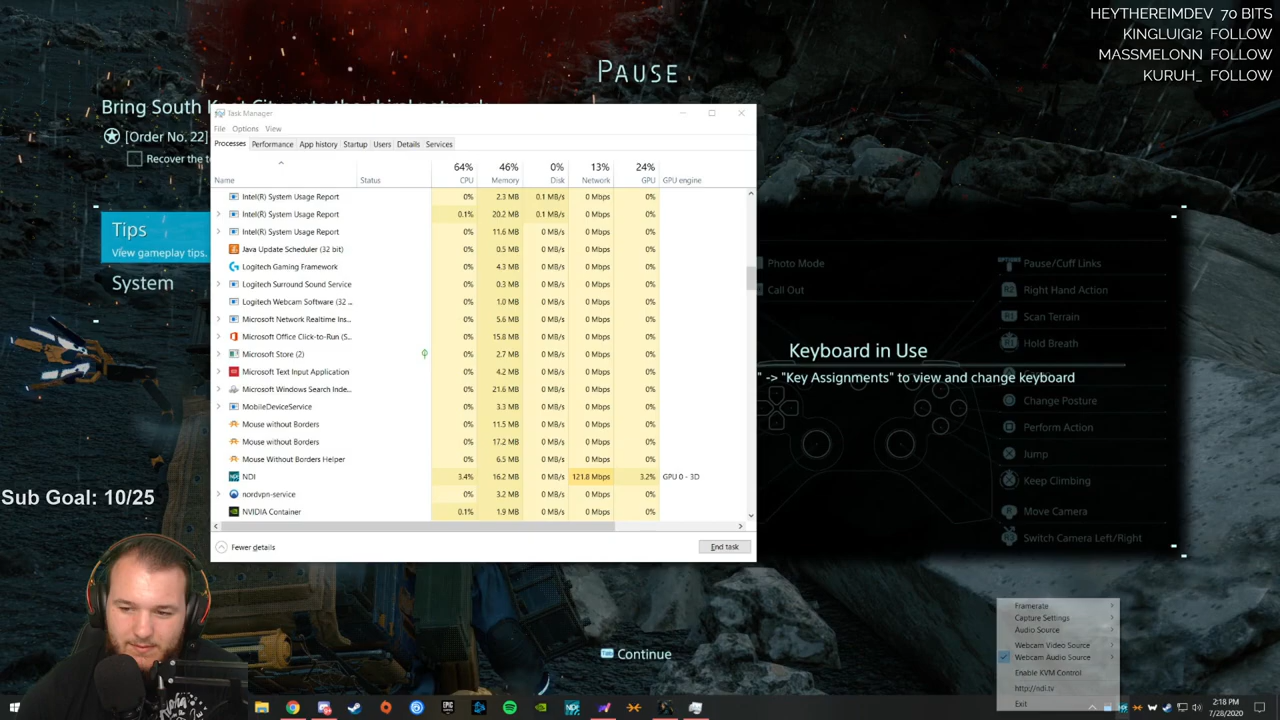 HEYTHEREIMDEV 70 BITS
KINGLUIGI2 FOLLOW
MASSMELONN FOLLOW
KURUH_ FOLLOW
PAUSE
Bring South Knot City onto the chiral network
[Order No. 22]
Recover the
Tips
View gameplay tips.
System
Task Manager
File Options View
Processes Performance App history Startup Users Details Services
64% 46% 0% 13% 24%
Name Status CPU Memory Disk Network GPU GPU engine
Intel(R) System Usage Report 0% 2.3 MB 0.1 MB/s 0 Mbps 0%
Intel(R) System Usage Report 0.1% 20.2 MB 0.1 MB/s 0 Mbps 0%
Intel(R) System Usage Report 0% 11.6 MB 0 MB/s 0 Mbps 0%
Java Update Scheduler (32 bit) 0% 0.5 MB 0 MB/s 0 Mbps 0%
Logitech Gaming Framework 0% 4.3 MB 0 MB/s 0 Mbps 0%
Logitech Surround Sound Service 0% 0.3 MB 0 MB/s 0 Mbps 0%
Logitech Webcam Software (32 ... 0% 1.0 MB 0 MB/s 0 Mbps 0%
Microsoft Network Realtime Ins... 0% 5.6 MB 0 MB/s 0 Mbps 0%
Microsoft Office Click-to-Run (S... 0% 15.8 MB 0 MB/s 0 Mbps 0%
Microsoft Store (2) 0% 2.7 MB 0 MB/s 0 Mbps 0%
Microsoft Text Input Application 0% 4.2 MB 0 MB/s 0 Mbps 0%
Microsoft Windows Search Inde... 0% 21.6 MB 0 MB/s 0 Mbps 0%
MobileDeviceService 0% 3.3 MB 0 MB/s 0 Mbps 0%
Mouse without Borders 0% 11.5 MB 0 MB/s 0 Mbps 0%
Mouse without Borders 0% 17.2 MB 0 MB/s 0 Mbps 0%
Mouse Without Borders Helper 0% 6.5 MB 0 MB/s 0 Mbps 0%
NDI 3.4% 16.2 MB 0 MB/s 121.8 Mbps 3.2% GPU 0 - 3D
nordvpn-service 0% 3.2 MB 0 MB/s 0 Mbps 0%
NVIDIA Container 0.1% 1.9 MB 0 MB/s 0 Mbps 0%
Fewer details
End task
Photo Mode
Call Out
Pause/Cuff Links
R2 Right Hand Action
RS Scan Terrain
Hold Breath
Keyboard in Use
" -> "Key Assignments" to view and change keyboard
Change Posture
Perform Action
Jump
Keep Climbing
Move Camera
Switch Camera Left/Right
Sub Goal: 10/25
Tab Continue
Framerate
Capture Settings
Audio Source
Webcam Video Source
Webcam Audio Source
Enable KVM Control
http://ndi.tv
Exit
EPIC
2:18 PM
7/28/2020